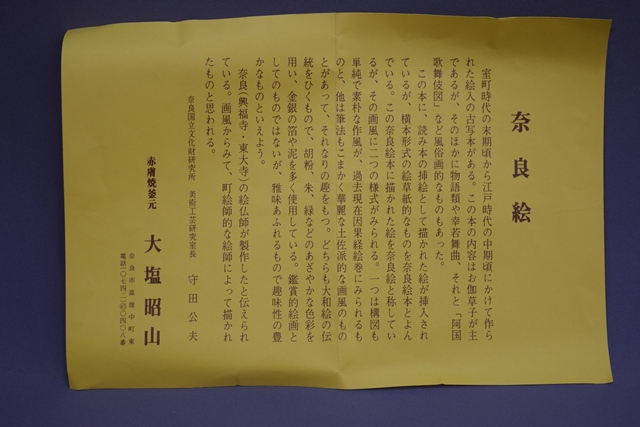 奈良絵
室町時代の末期頃から江戸時代の中期頃にかけて作ら
れた絵入の古写本がある。この本の内容はお伽草子が主
であるが、そのほかに物語類や幸若舞曲、それと「阿国
歌舞伎図」など風俗画的なものもあった。
この本に、読み本の挿絵として描かれた絵が挿入され
ているが、横本形式の絵草紙的なものを奈良絵本とよん
でいる。この奈良絵本に描かれた絵を奈良絵と称してい
るが、その画風に二つの様式がみられる。一つは構図も
単純で素朴な作風が、過去現在因果経絵巻にみられるも
のと、他は筆法もこまかく華麗な土佐派的な画風のもの
とがあって、それなりの趣をもつ。どちらも大和絵の伝
統をひくもので、胡粉、朱、緑などのあざやかな色彩を
用い、金銀の箔や泥を多く使用している。鑑賞的絵画と
してのものではないが、雅味あふれるもので趣味性の豊
かなものといえよう。
奈良(興福寺・東大寺)の絵仏師が製作したと伝えられ
ている。画風からみて、町絵師的な絵師によって描かれ
たものと思われる。
奈良国立文化財研究所 美術工芸研究室長 守田公夫
赤膚焼釜元 大塩昭山
奈良市富雄中町東
電話〇七四二㈠〇四〇八番